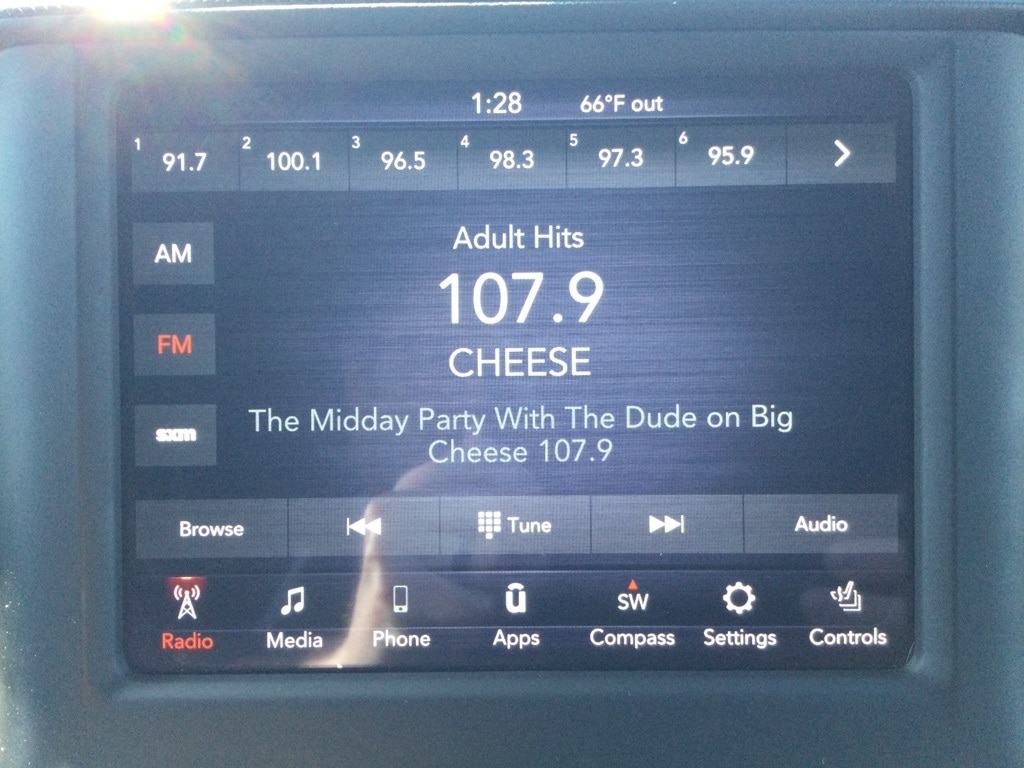 1:28 66°F out
1 91.7 2 100.1 3 96.5 4 98.3 5 97.3 6 95.9
AM
Adult Hits
107.9
FM
CHEESE
sxm
The Midday Party With The Dude on Big
Cheese 107.9
Browse Tune Audio
SW
Radio Media Phone Apps Compass Settings Controls